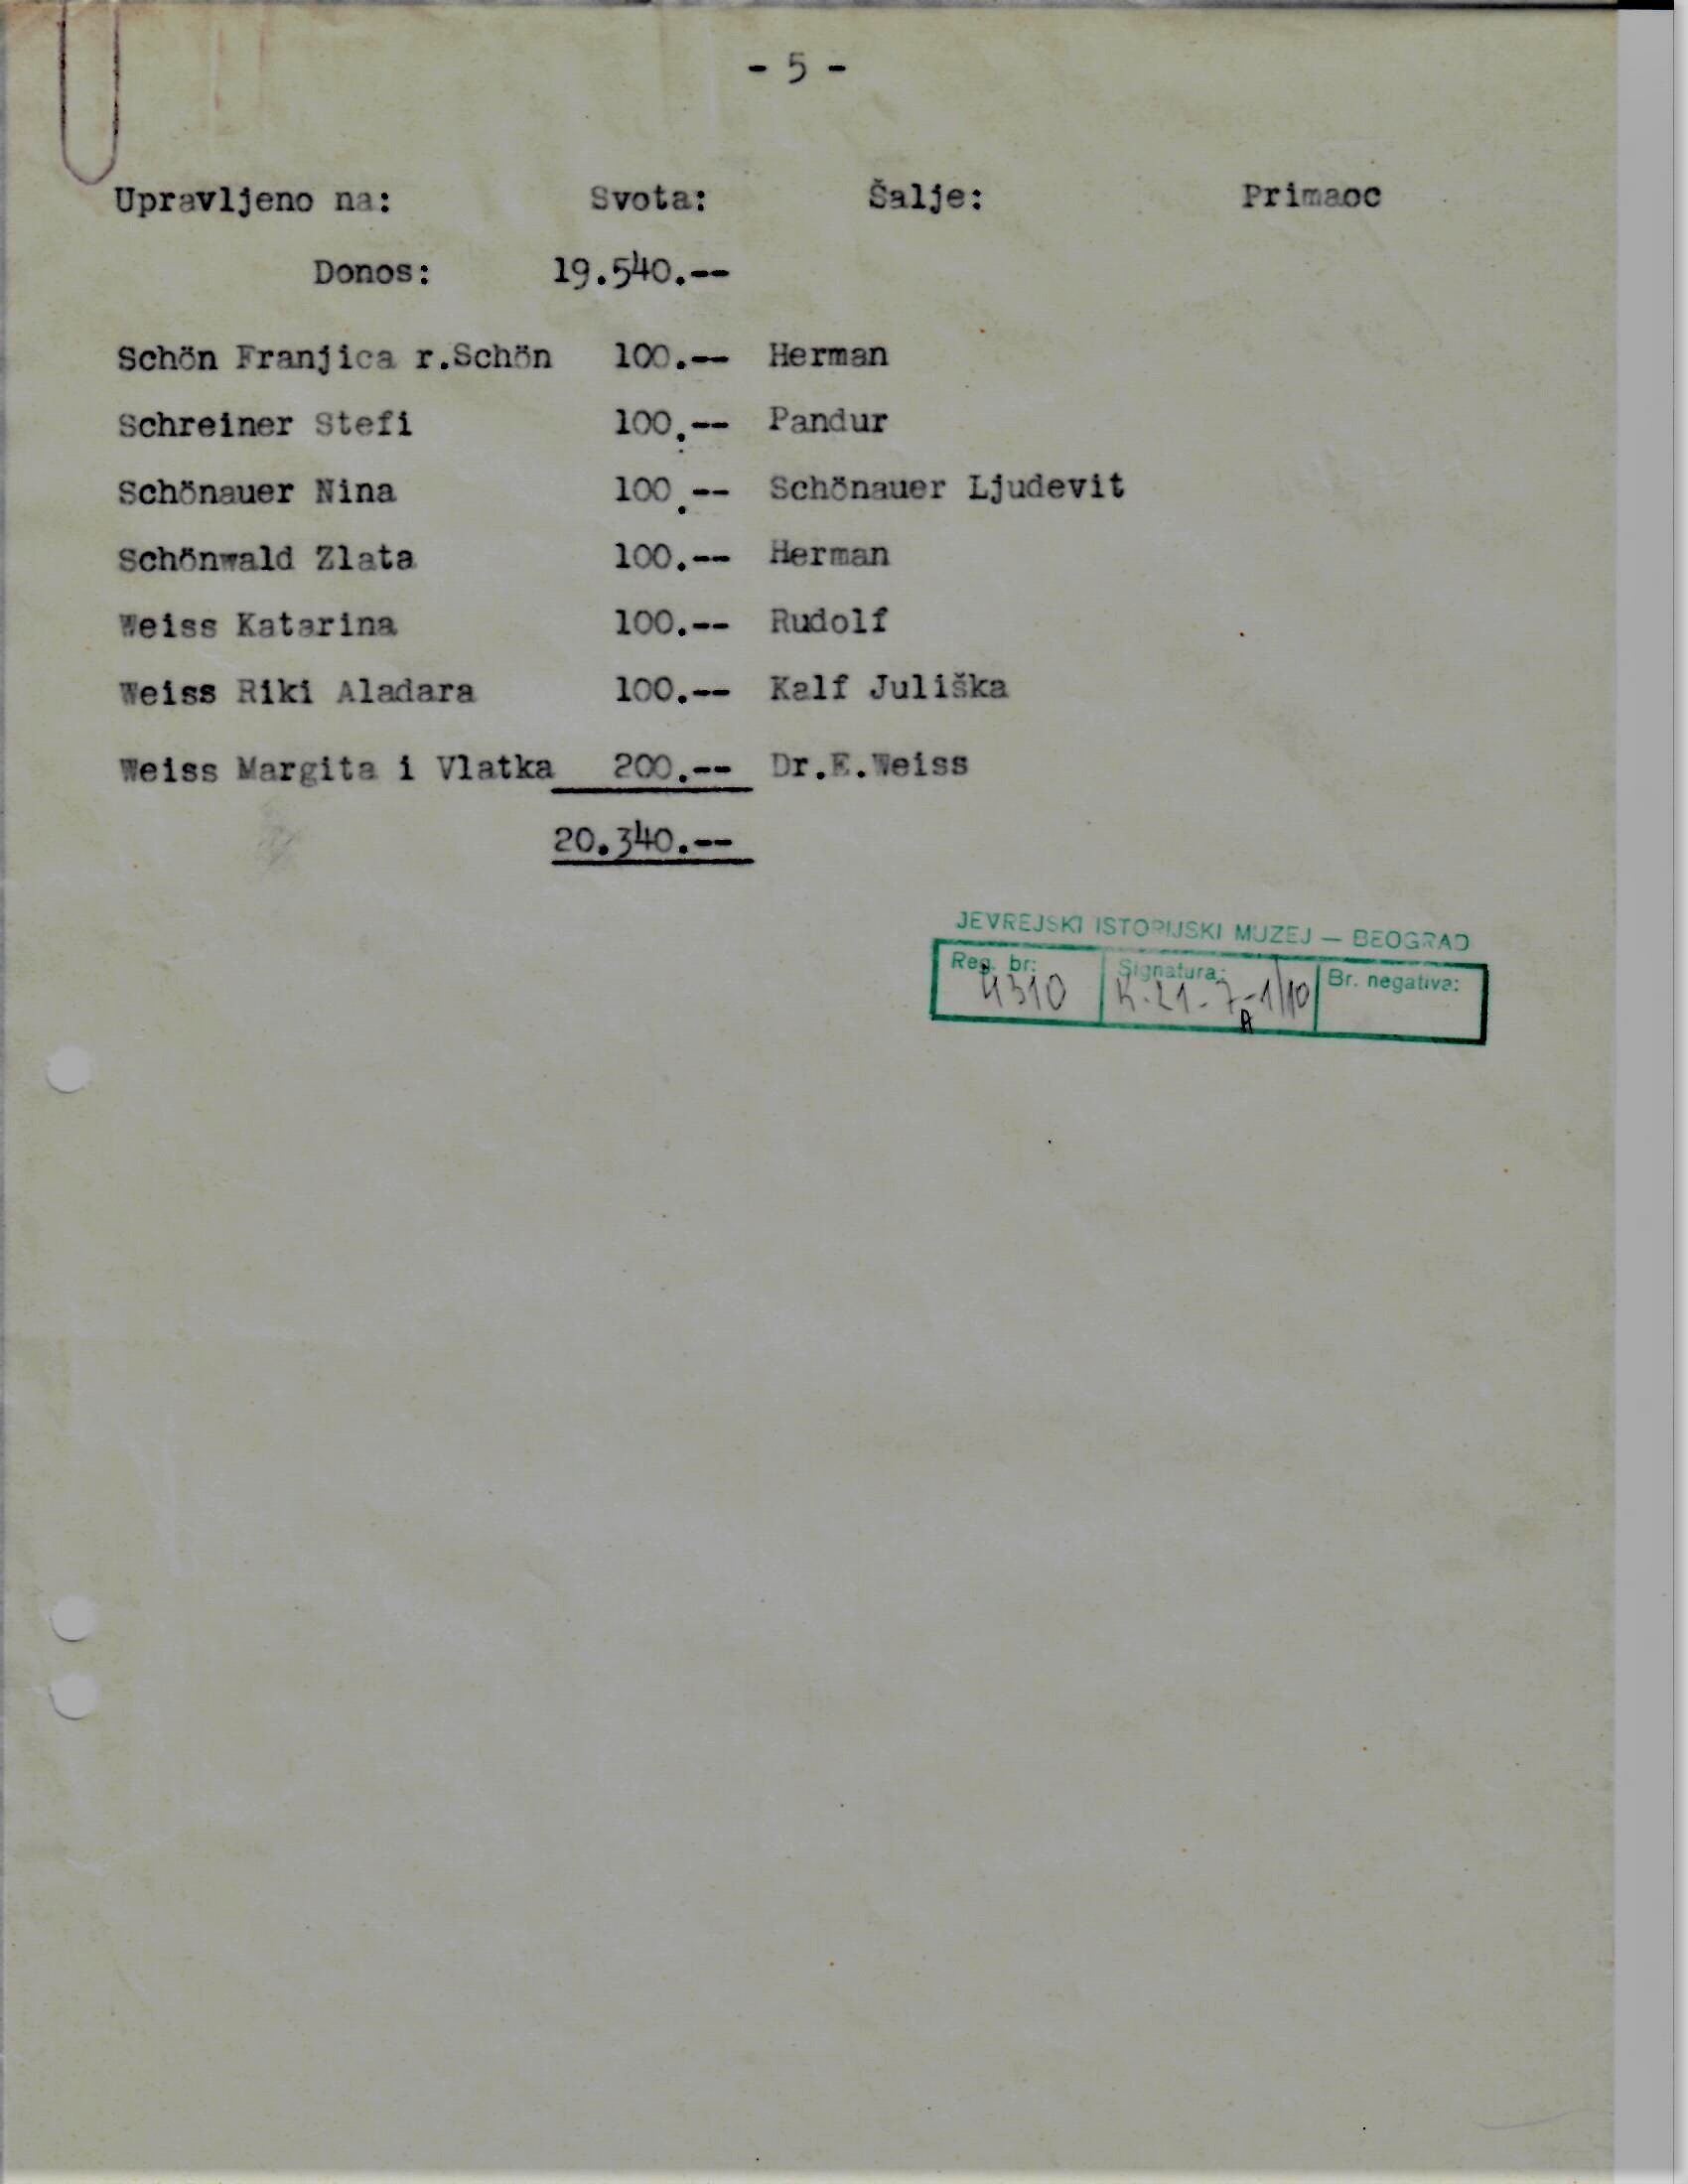 - 5 -
Upravljeno na: Svota: Šalje: Primaoc
Donos: 19.540.--
Schön Franjica r.Schön 100.-- Herman
Schreiner Stefi 100.-- Pandur
Schönauer Nina 100.-- Schönauer Ljudevit
Schönwald Zlata 100.-- Herman
Weiss Katarina 100.-- Rudolf
Weiss Riki Aladara 100.-- Kalf Juliška
Weiss Margita i Vlatka 200.-- Dr.E.Weiss
20.340.--
JEVREJSKI ISTORIJSKI MUZEJ — BEOGRAD
Reg. br: Signatura: Br. negativa:
4310 K-21-7-A-1/10